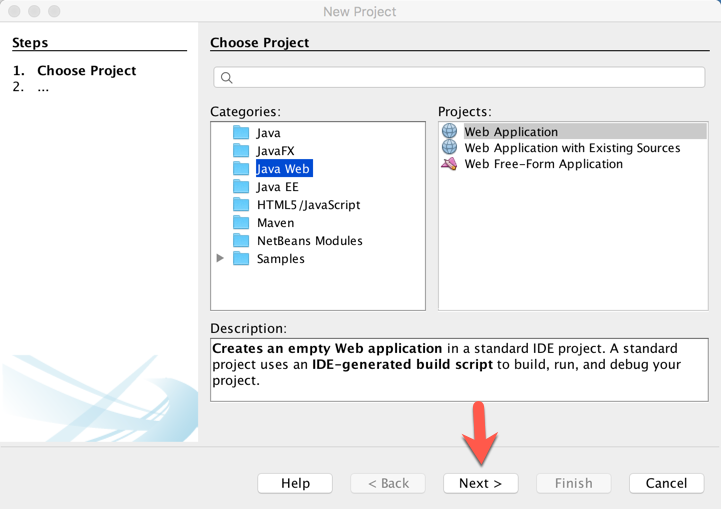 New Project
Steps
1. Choose Project
2. ...
Choose Project
Categories:
Java
JavaFX
Java Web
Java EE
HTML5/JavaScript
Maven
NetBeans Modules
Samples
Projects:
Web Application
Web Application with Existing Sources
Web Free-Form Application
Description:
Creates an empty Web application in a standard IDE project. A standard
project uses an IDE-generated build script to build, run, and debug your
project.
Help
< Back
Next >
Finish
Cancel